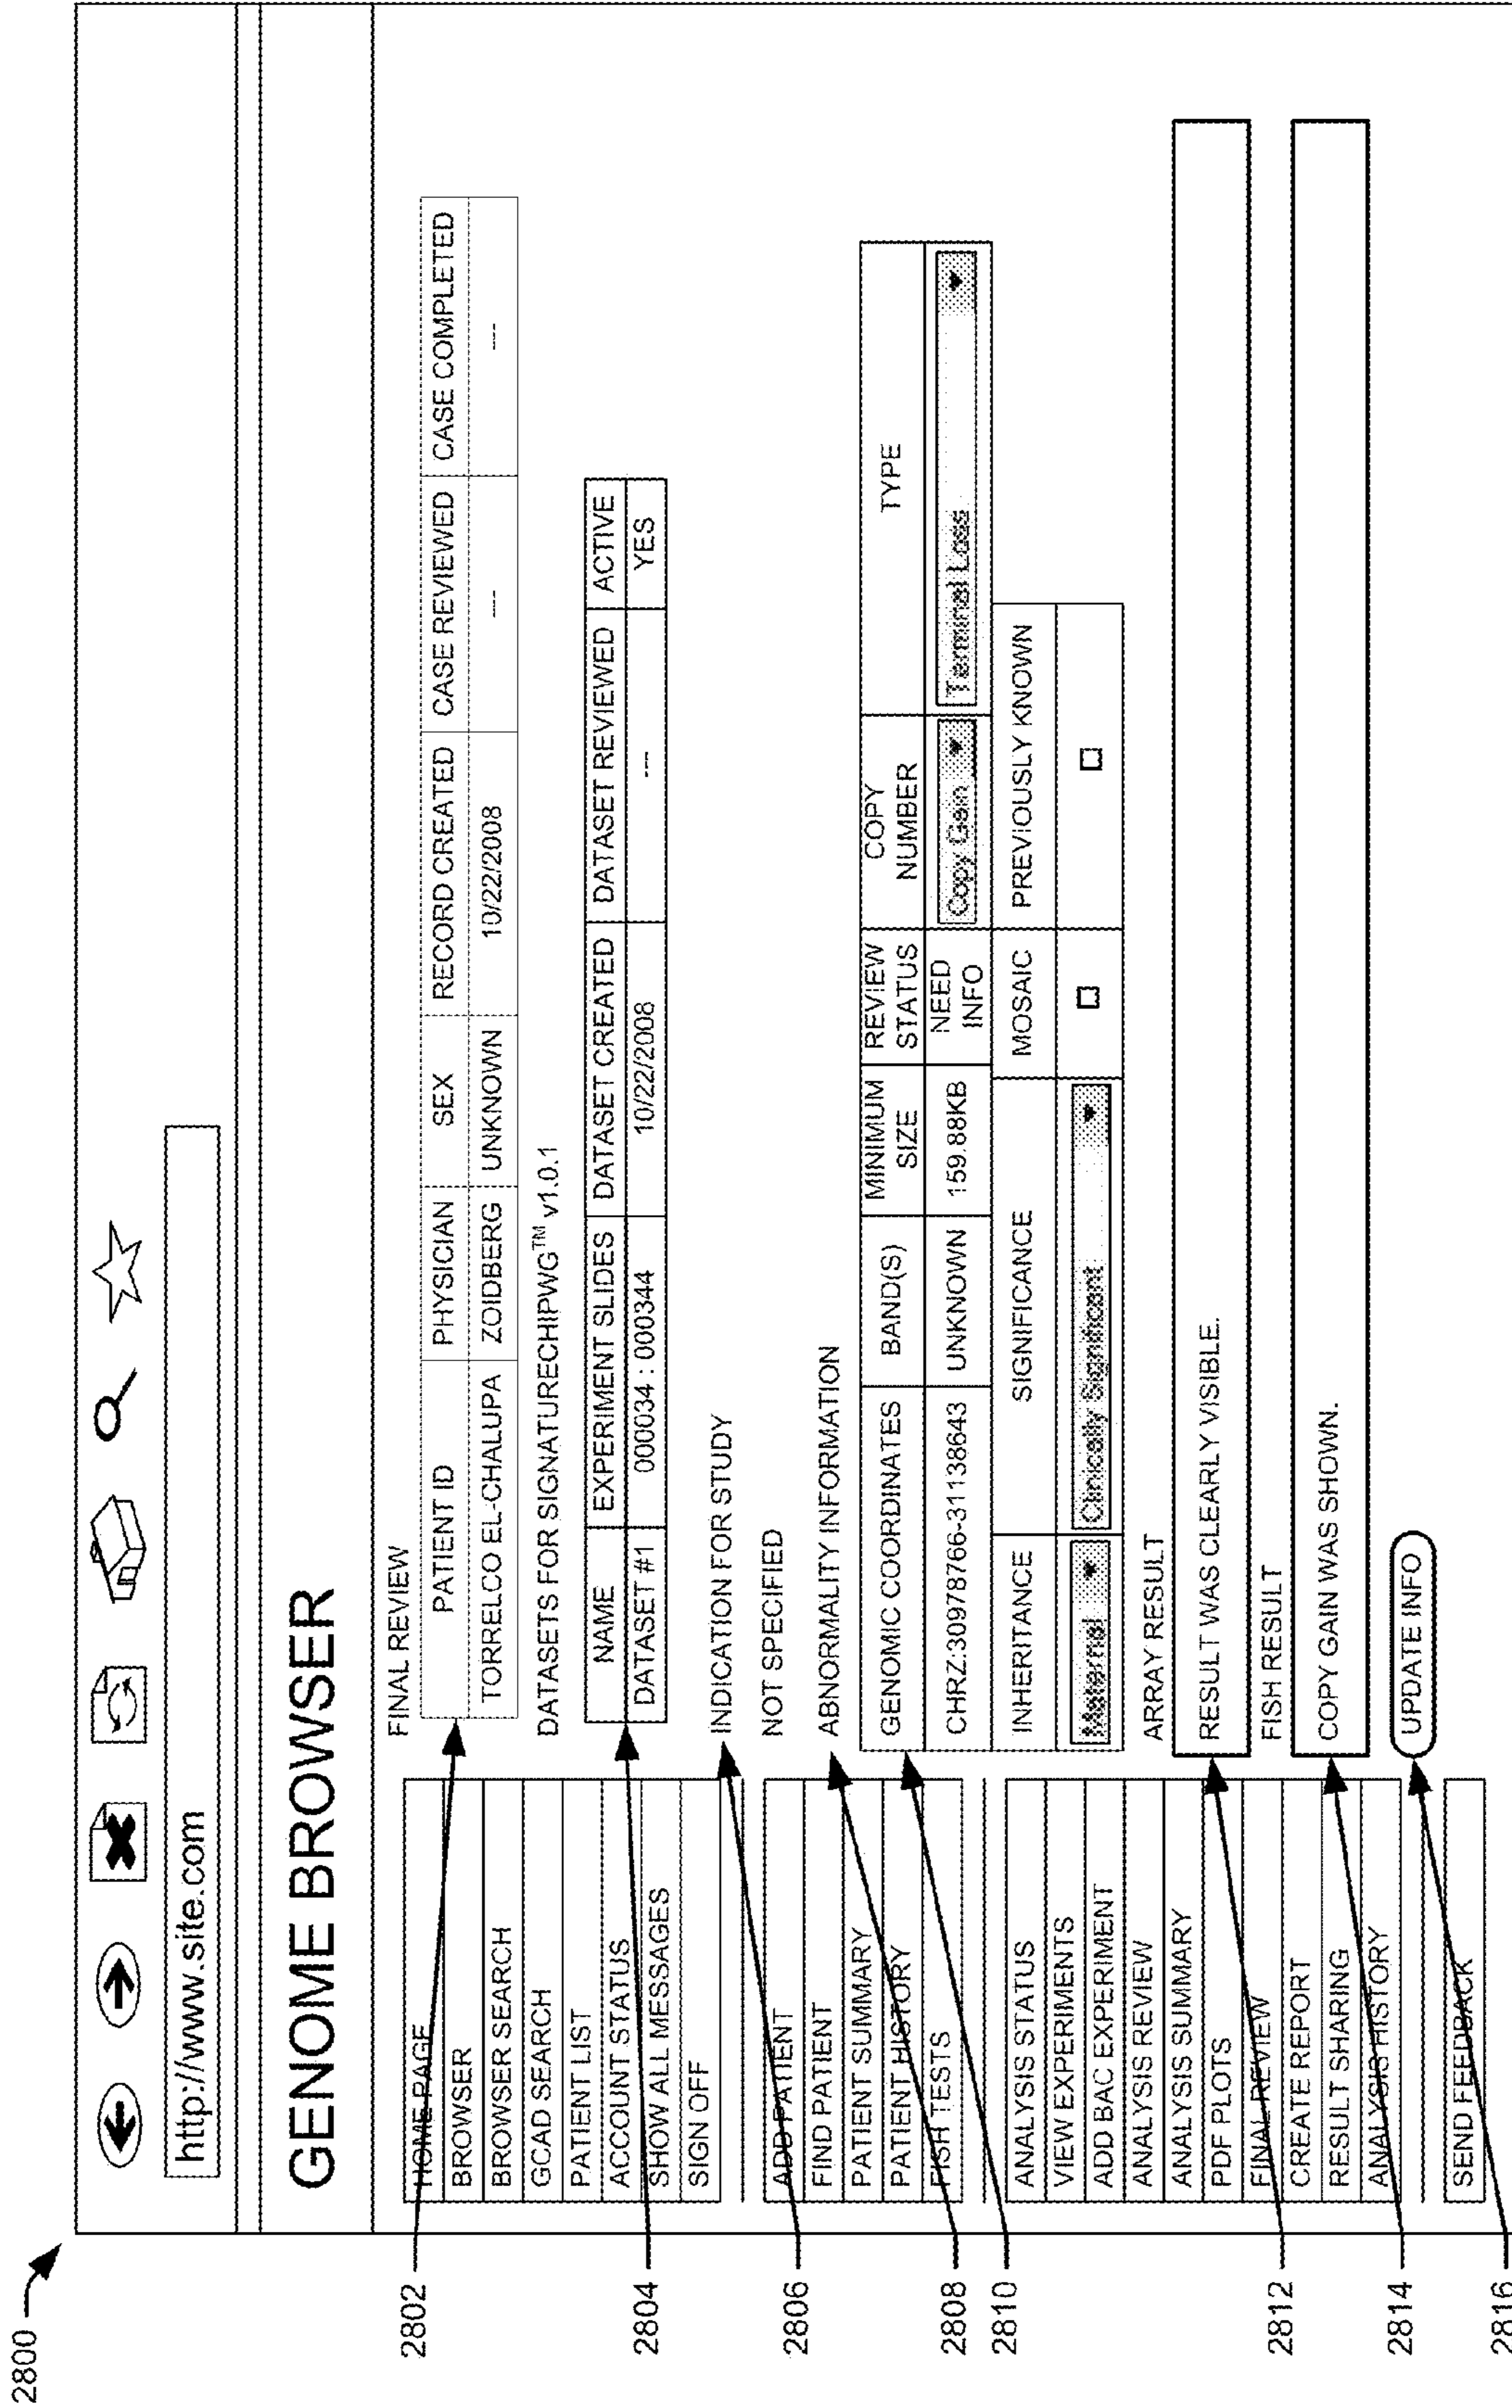 2800
http://www.site.com
GENOME BROWSER
2802
2804
2806
2808
2810
2812
2814
2816
HOME PAGE
BROWSER
BROWSER SEARCH
GCAD SEARCH
PATIENT LIST
ACCOUNT STATUS
SHOW ALL MESSAGES
SIGN OFF
ADD PATIENT
FIND PATIENT
PATIENT SUMMARY
PATIENT HISTORY
FISH TESTS
ANALYSIS STATUS
VIEW EXPERIMENTS
ADD BAC EXPERIMENT
ANALYSIS REVIEW
ANALYSIS SUMMARY
PDF PLOTS
FINAL REVIEW
CREATE REPORT
RESULT SHARING
ANALYSIS HISTORY
SEND FEEDBACK
FINAL REVIEW
PATIENT ID PHYSICIAN SEX RECORD CREATED CASE REVIEWED CASE COMPLETED
TORRELCO EL-CHALUPA ZOIDBERG UNKNOWN 10/22/2008 --- ---
DATASETS FOR SIGNATURECHIPWG™ v1.0.1
NAME EXPERIMENT SLIDES DATASET CREATED DATASET REVIEWED ACTIVE
DATASET #1 000034 : 000344 10/22/2008 --- YES
INDICATION FOR STUDY
NOT SPECIFIED
ABNORMALITY INFORMATION
GENOMIC COORDINATES BAND(S) MINIMUM SIZE REVIEW STATUS COPY NUMBER TYPE
CHRZ:30978766-31138643 UNKNOWN 159.88KB NEED INFO Copy Gain Terminal Loss
INHERITANCE SIGNIFICANCE MOSAIC PREVIOUSLY KNOWN
Maternal Clinically Significant
ARRAY RESULT
RESULT WAS CLEARLY VISIBLE.
FISH RESULT
COPY GAIN WAS SHOWN.
UPDATE INFO